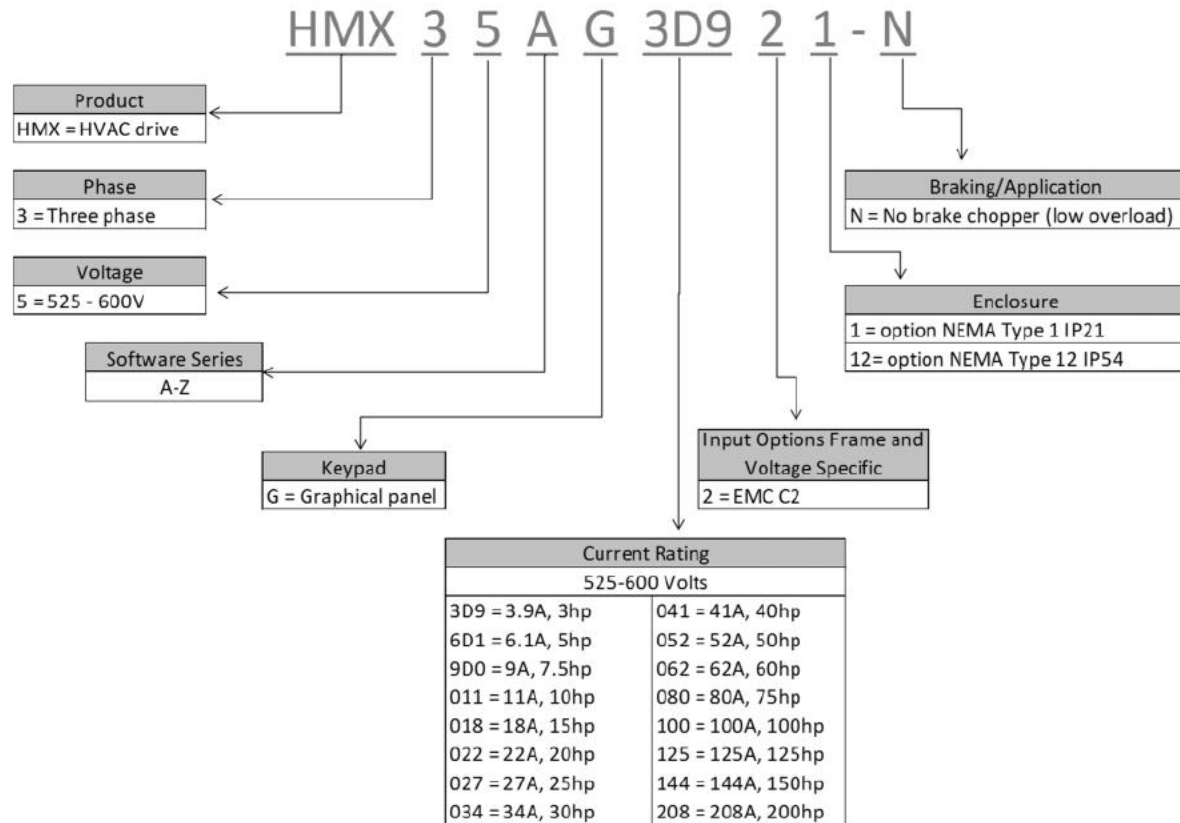 HMX 3 5 A G 3D9 2 1 - N
Product
HMX = HVAC drive
Phase
3 = Three phase
Voltage
5 = 525 - 600V
Software Series
A-Z
Keypad
G = Graphical panel
Current Rating
525-600 Volts
3D9 = 3.9A, 3hp
6D1 = 6.1A, 5hp
9D0 = 9A, 7.5hp
011 = 11A, 10hp
018 = 18A, 15hp
022 = 22A, 20hp
027 = 27A, 25hp
034 = 34A, 30hp
041 = 41A, 40hp
052 = 52A, 50hp
062 = 62A, 60hp
080 = 80A, 75hp
100 = 100A, 100hp
125 = 125A, 125hp
144 = 144A, 150hp
208 = 208A, 200hp
Input Options Frame and
Voltage Specific
2 = EMC C2
Enclosure
1 = option NEMA Type 1 IP21
12= option NEMA Type 12 IP54
Braking/Application
N = No brake chopper (low overload)